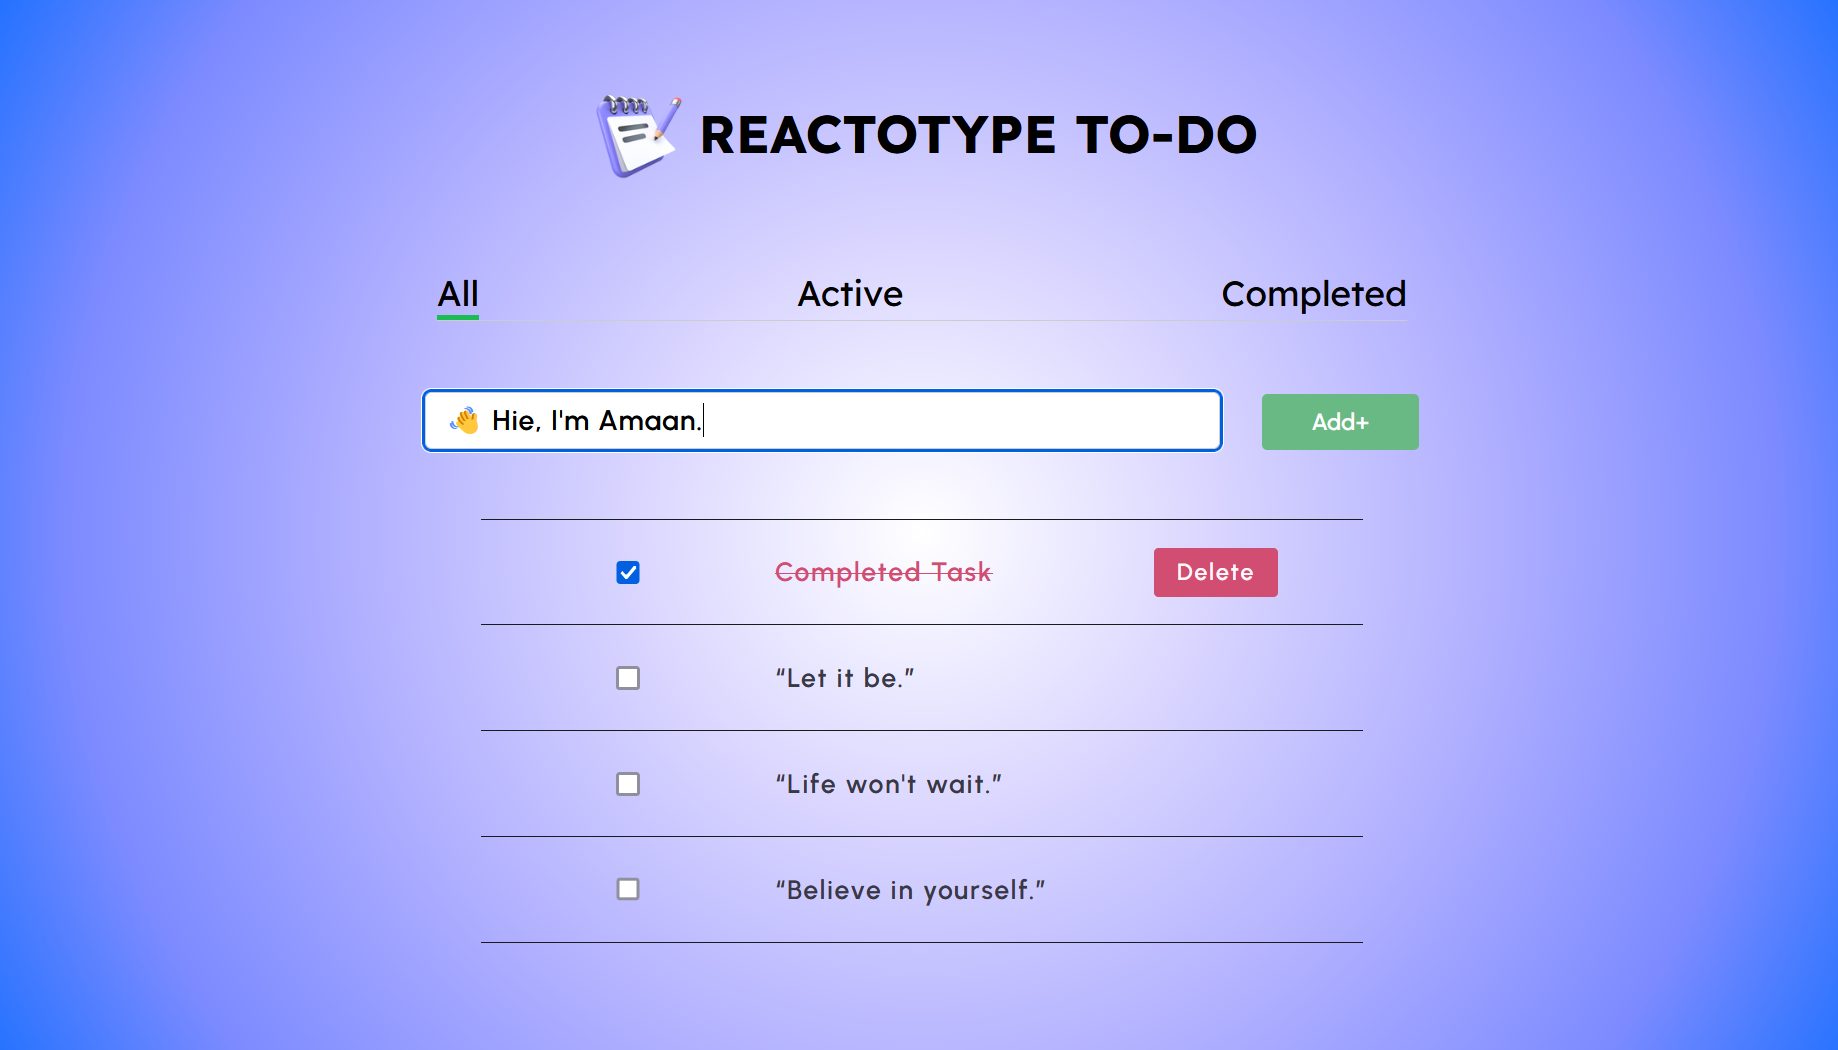 REACTOTYPE TO-DO
All Active Completed
👋 Hie, I'm Amaan. Add+
Completed Task Delete
“Let it be.”
“Life won't wait.”
“Believe in yourself.”